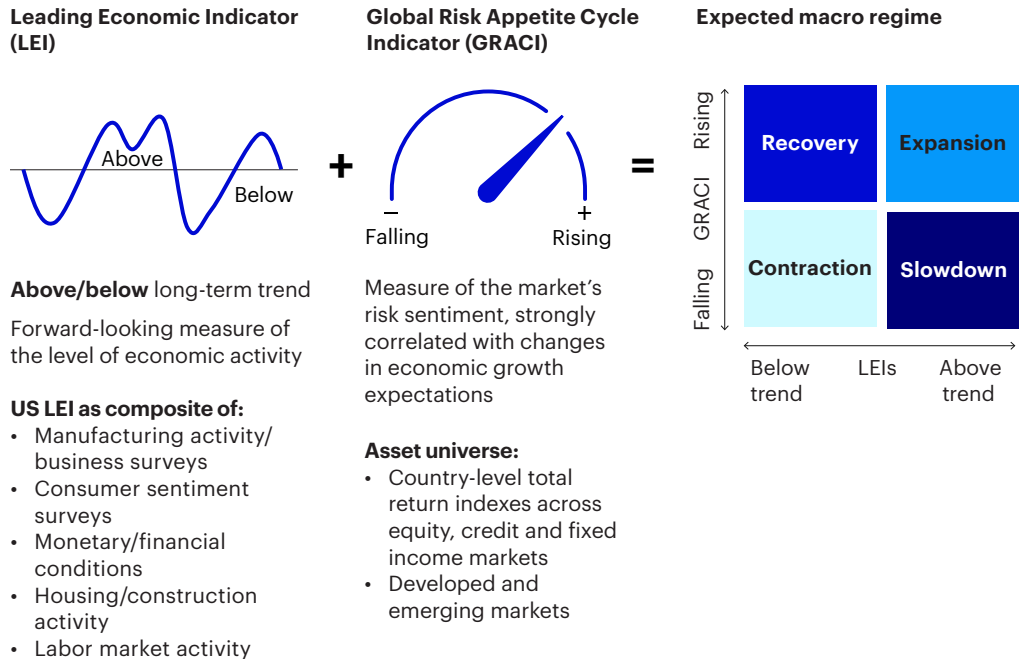 Leading Economic Indicator
(LEI)
Above
Below
Above/below long-term trend
Forward-looking measure of
the level of economic activity
US LEI as composite of:
• Manufacturing activity/
business surveys
• Consumer sentiment
surveys
• Monetary/financial
conditions
• Housing/construction
activity
• Labor market activity
+
Global Risk Appetite Cycle
Indicator (GRACI)
− +
Falling Rising
Measure of the market’s
risk sentiment, strongly
correlated with changes
in economic growth
expectations
Asset universe:
• Country-level total
return indexes across
equity, credit and fixed
income markets
• Developed and
emerging markets
=
Expected macro regime
Falling GRACI Rising
Recovery Expansion
Contraction Slowdown
Below LEIs Above
trend trend